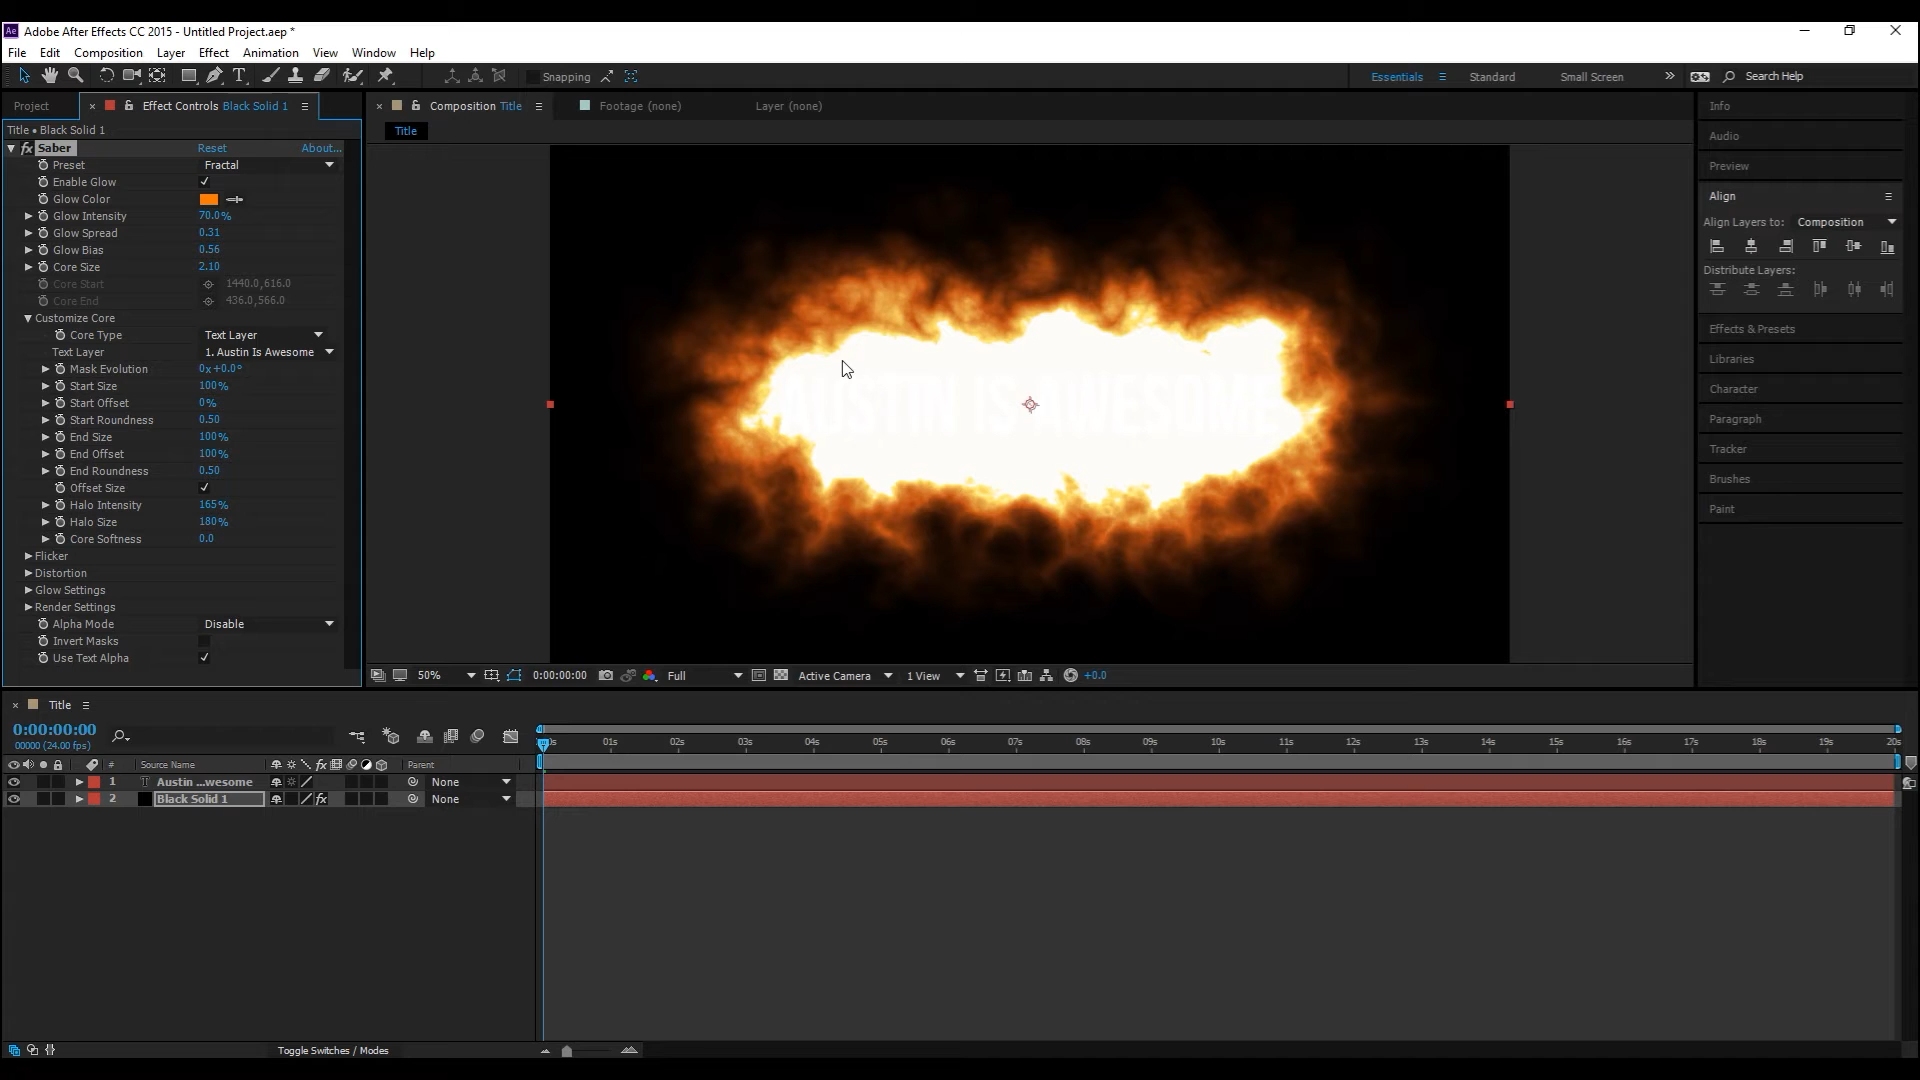 Ae Adobe After Effects CC 2015 - Untitled Project.aep *
File Edit Composition Layer Effect Animation View Window Help
T Snapping Essentials Standard Small Screen Search Help
Project Effect Controls Black Solid 1 Composition Title Footage (none) Layer (none) Info
Title • Black Solid 1 Title
Audio
fx Saber Reset About...
Preset Fractal
Preview
Enable Glow
Glow Color
Align
Glow Intensity 70.0%
Align Layers to: Composition
Glow Spread 0.31
Glow Bias 0.56
Core Size 2.10
Distribute Layers:
Core Start 1440.0,616.0
Core End 436.0,566.0
Customize Core
Effects & Presets
Core Type Text Layer
Text Layer 1. Austin Is Awesome
Libraries
Mask Evolution 0x+0.0°
Start Size 100%
Character
Start Offset 0%
AUSTIN IS AWESOME
Start Roundness 0.50
Paragraph
End Size 100%
End Offset 100%
Tracker
End Roundness 0.50
Brushes
Offset Size
Halo Intensity 165%
Paint
Halo Size 180%
Core Softness 0.0
Flicker
Distortion
Glow Settings
Render Settings
Alpha Mode Disable
Invert Masks
Use Text Alpha
50% 0:00:00:00 Full Active Camera 1 View +0.0
Title
0:00:00:00
00000 (24.00 fps)
01s 02s 03s 04s 05s 06s 07s 08s 09s 10s 11s 12s 13s 14s 15s 16s 17s 18s 19s 20s
# Source Name fx Parent
1 T Austin ...wesome None
2 Black Solid 1 fx None
Toggle Switches / Modes